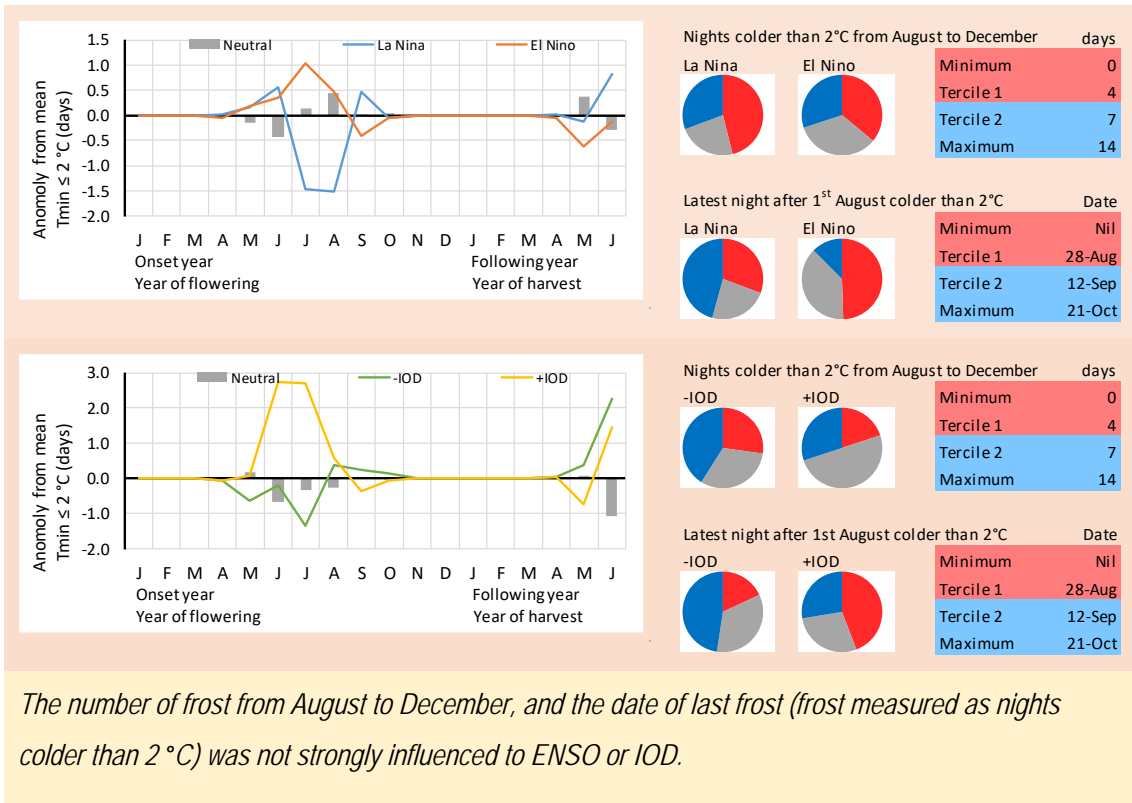 Neutral La Nina El Nino
Anomoly from mean
Tmin ≤ 2 °C (days)
1.5
1.0
0.5
0.0
-0.5
-1.0
-1.5
-2.0
J F M A M J J A S O N D J F M A M J
Onset year Following year
Year of flowering Year of harvest
Nights colder than 2°C from August to December days
La Nina El Nino
Minimum 0
Tercile 1 4
Tercile 2 7
Maximum 14
Latest night after 1st August colder than 2°C Date
La Nina El Nino
Minimum Nil
Tercile 1 28-Aug
Tercile 2 12-Sep
Maximum 21-Oct
Neutral -IOD +IOD
Anomoly from mean
Tmin ≤ 2 °C (days)
3.0
2.0
1.0
0.0
-1.0
-2.0
J F M A M J J A S O N D J F M A M J
Onset year Following year
Year of flowering Year of harvest
Nights colder than 2°C from August to December days
-IOD +IOD
Minimum 0
Tercile 1 4
Tercile 2 7
Maximum 14
Latest night after 1st August colder than 2°C Date
-IOD +IOD
Minimum Nil
Tercile 1 28-Aug
Tercile 2 12-Sep
Maximum 21-Oct
The number of frost from August to December, and the date of last frost (frost measured as nights
colder than 2 °C) was not strongly influenced to ENSO or IOD.